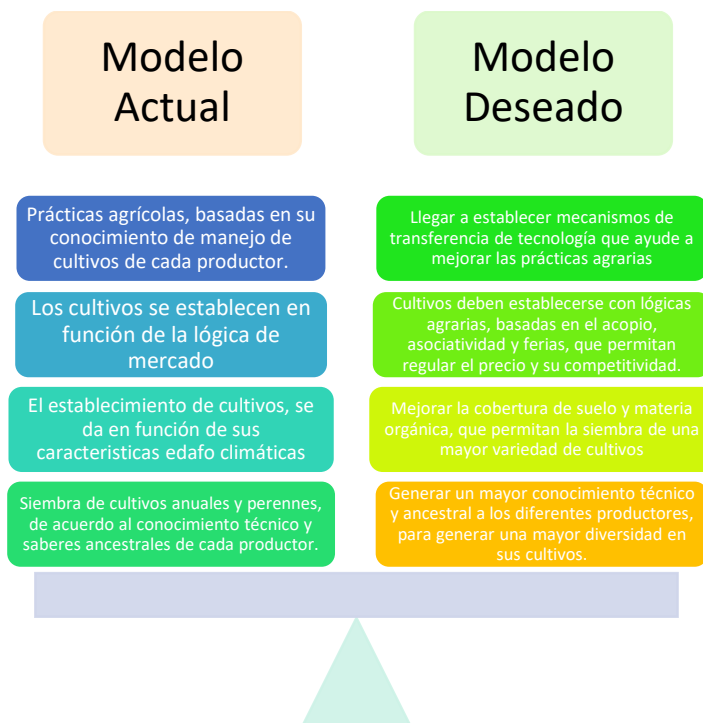 Modelo
Actual
Modelo
Deseado
Prácticas agrícolas, basadas en su
conocimiento de manejo de
cultivos de cada productor.
Llegar a establecer mecanismos de
transferencia de tecnología que ayude a
mejorar las prácticas agrarias
Los cultivos se establecen en
función de la lógica de
mercado
Cultivos deben establecerse con lógicas
agrarias, basadas en el acopio,
asociatividad y ferias, que permitan
regular el precio y su competitividad.
El establecimiento de cultivos, se
da en función de sus
caracteristicas edafo climáticas
Mejorar la cobertura de suelo y materia
orgánica, que permitan la siembra de una
mayor variedad de cultivos
Siembra de cultivos anuales y perennes,
de acuerdo al conocimiento técnico y
saberes ancestrales de cada productor.
Generar un mayor conocimiento técnico
y ancestral a los diferentes productores,
para generar una mayor diversidad en
sus cultivos.